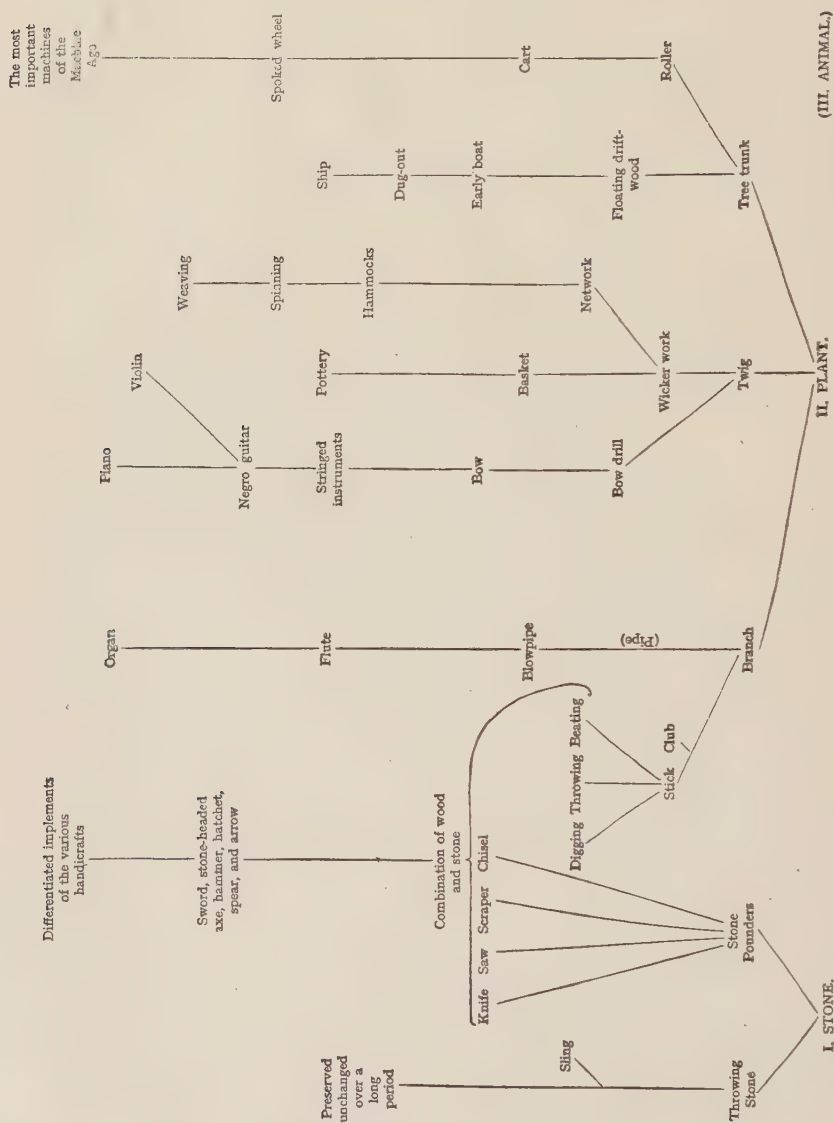 The most
important
machines
of the
Machine
Age
Spoked wheel
Cart
Roller
Ship
Dug-out
Early boat
Floating drift-
wood
Tree trunk
(III. ANIMAL.)
Weaving
Spinning
Hammocks
Network
Violin
Pottery
Basket
Wicker work
Twig
II. PLANT.
Piano
Negro guitar
Stringed
instruments
Bow
Bow drill
Organ
Flute
Blowpipe
(Pipe)
Branch
Differentiated implements
of the various
handicrafts
Sword, stone-headed
axe, hammer, hatchet,
spear, and arrow
Combination of wood
and stone
Knife Saw Scraper Chisel
Digging Throwing Beating
Stick Club
Stone
Pounders
Preserved
unchanged
over a
long
period
Sling
Throwing
Stone
I. STONE.